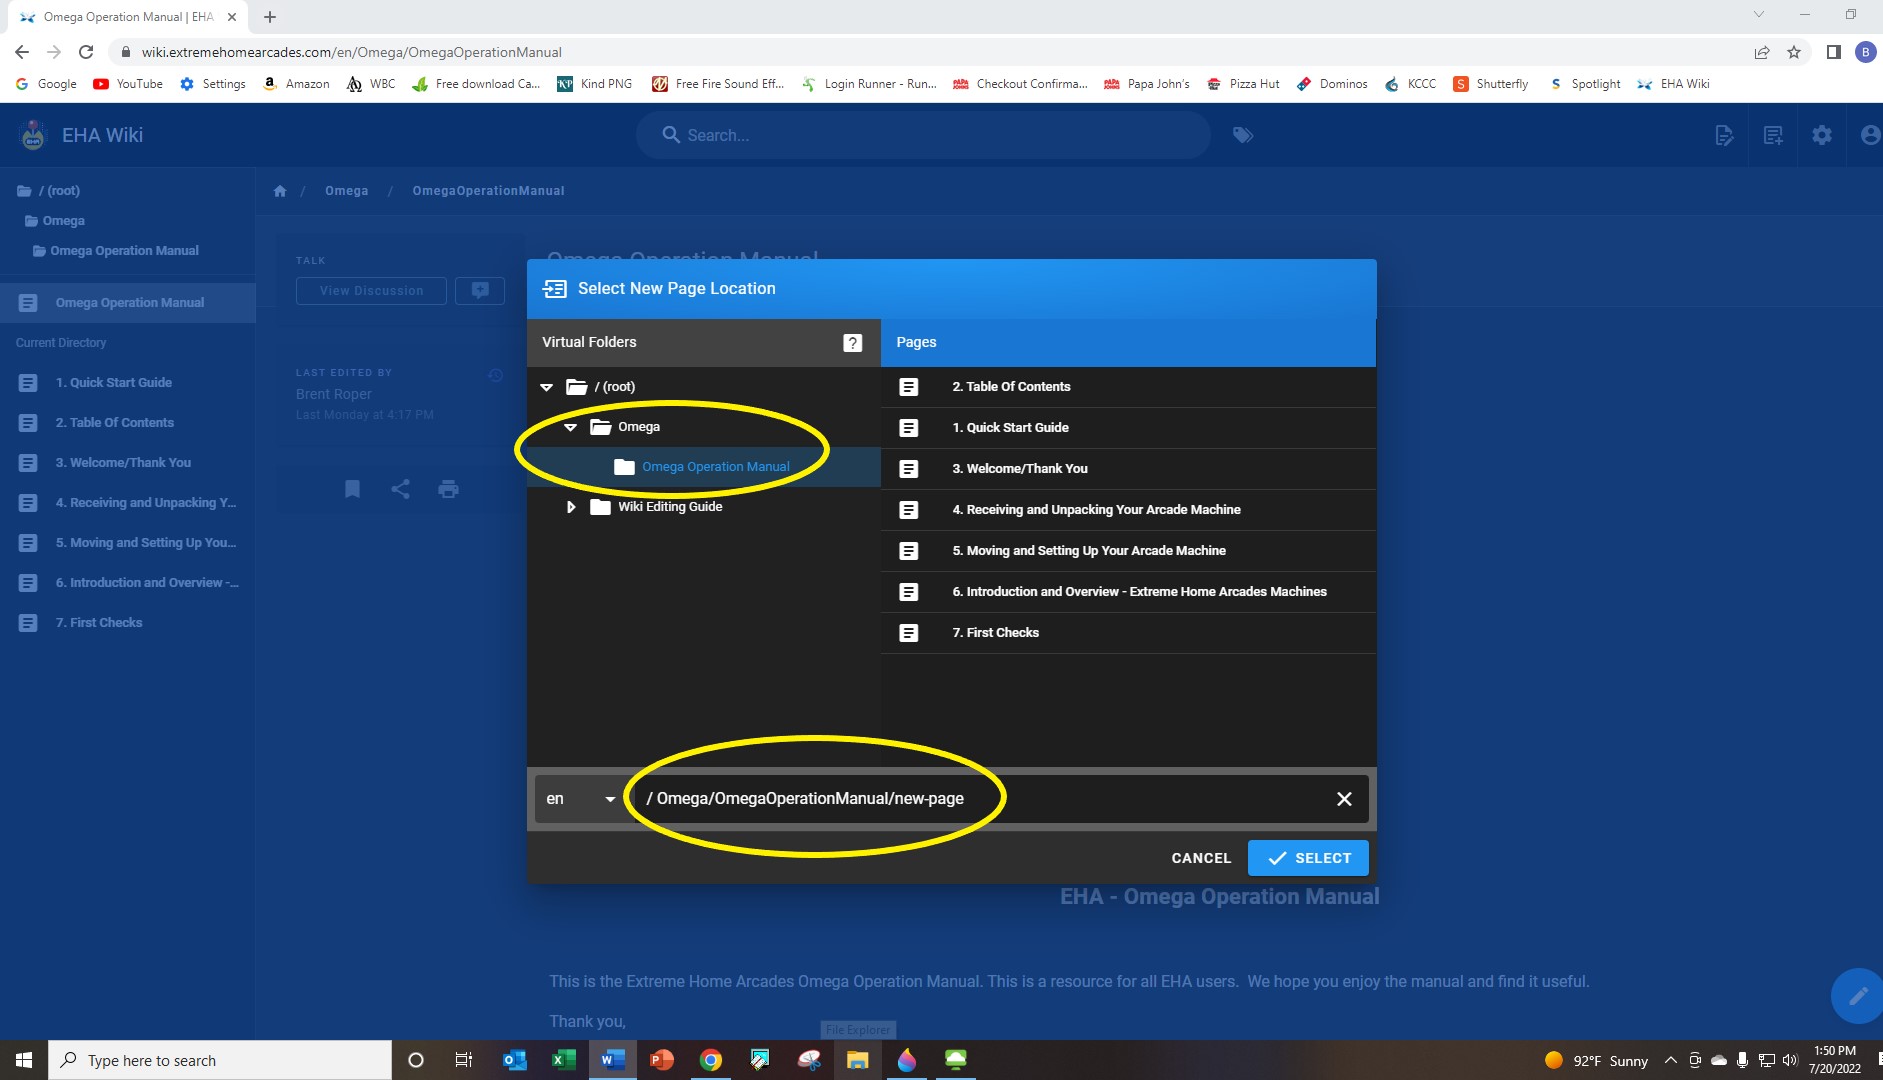 Omega Operation Manual | EHA
wiki.extremehomearcades.com/en/Omega/OmegaOperationManual
B
Google YouTube Settings Amazon WBC Free download Ca... Kind PNG Free Fire Sound Eff... Login Runner - Run... Checkout Confirma... Papa John's Pizza Hut Dominos KCCC Shutterfly Spotlight EHA Wiki
EHA Wiki
Search...
/ (root)
Omega
Omega Operation Manual
/ Omega / OmegaOperationManual
Omega Operation Manual
Current Directory
1. Quick Start Guide
2. Table Of Contents
3. Welcome/Thank You
4. Receiving and Unpacking Y...
5. Moving and Setting Up You...
6. Introduction and Overview -...
7. First Checks
TALK
View Discussion
LAST EDITED BY
Brent Roper
Last Monday at 4:17 PM
Omega Operation Manual
Select New Page Location
Virtual Folders
?
/ (root)
Omega
Omega Operation Manual
Wiki Editing Guide
Pages
2. Table Of Contents
1. Quick Start Guide
3. Welcome/Thank You
4. Receiving and Unpacking Your Arcade Machine
5. Moving and Setting Up Your Arcade Machine
6. Introduction and Overview - Extreme Home Arcades Machines
7. First Checks
en
/ Omega/OmegaOperationManual/new-page
CANCEL
SELECT
EHA - Omega Operation Manual
This is the Extreme Home Arcades Omega Operation Manual. This is a resource for all EHA users. We hope you enjoy the manual and find it useful.
Thank you,
File Explorer
Type here to search
92°F Sunny
1:50 PM
7/20/2022